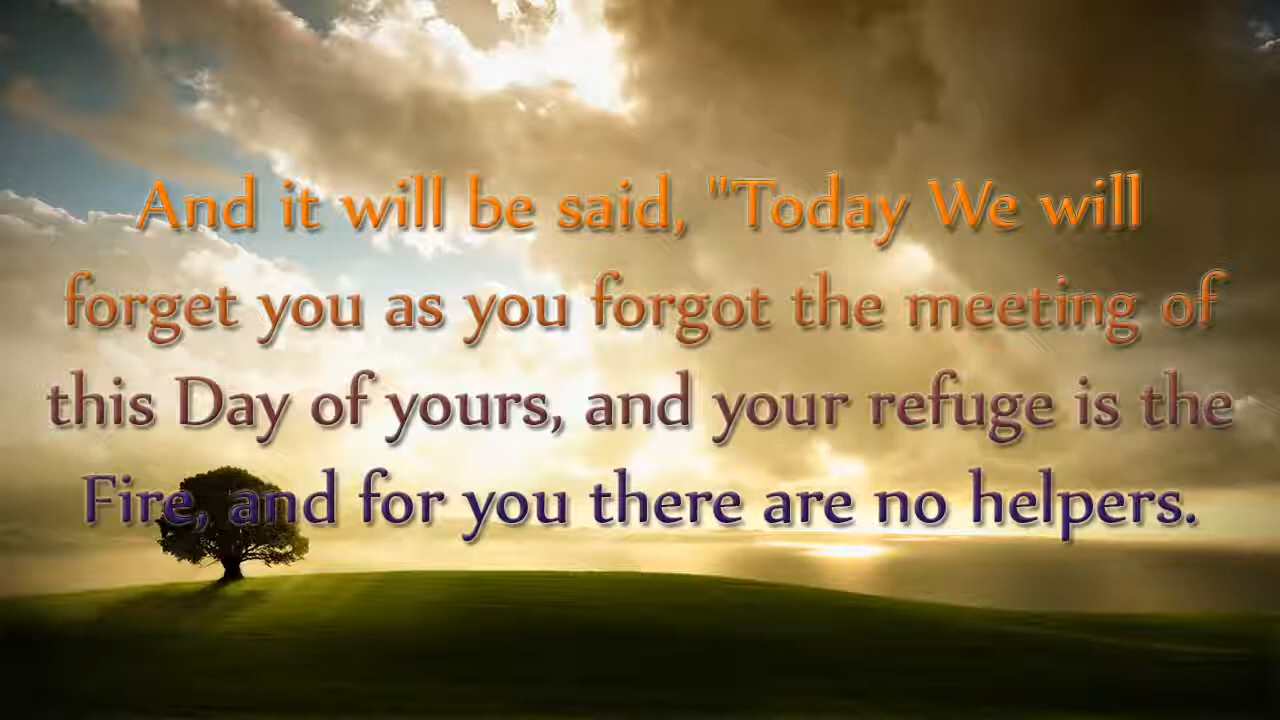 And it will be said, "Today We will
forget you as you forgot the meeting of
this Day of yours, and your refuge is the
Fire, and for you there are no helpers.